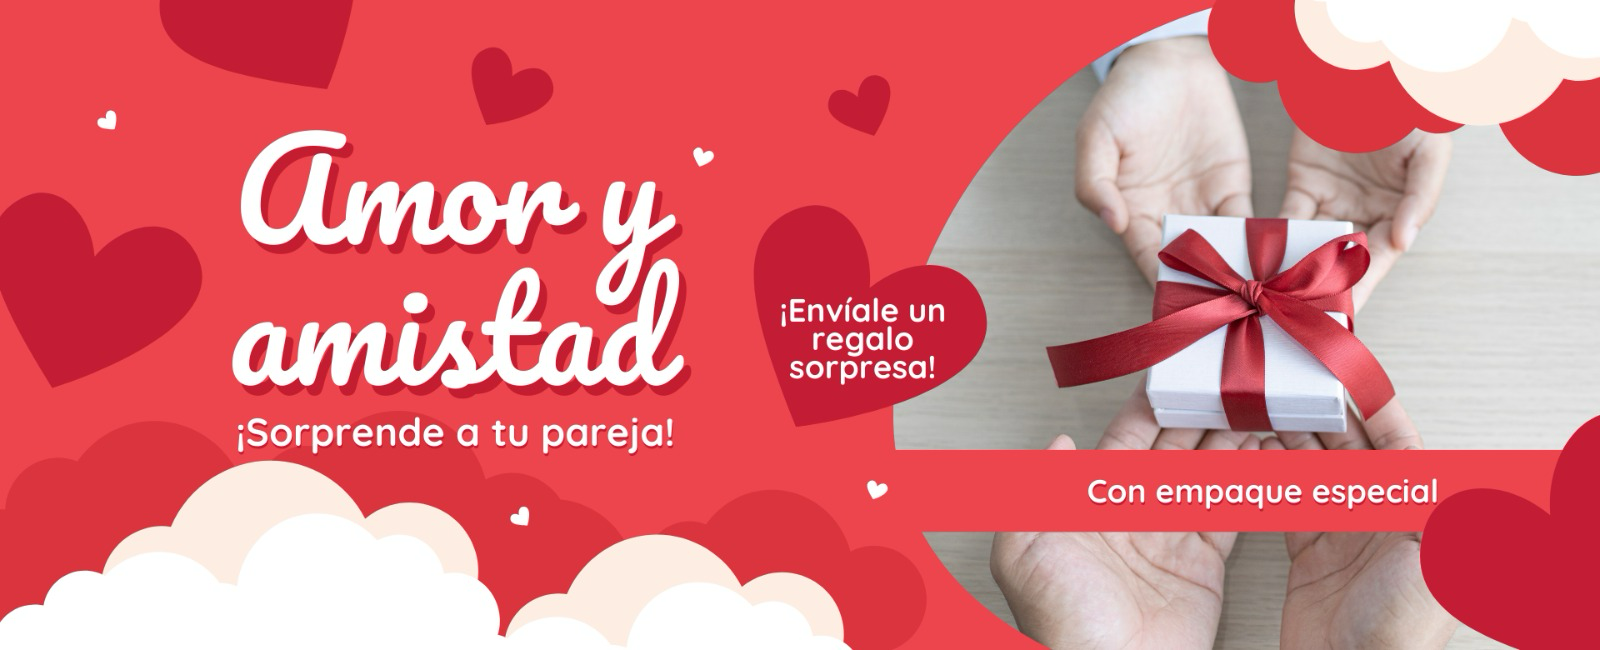 Amor y
amistad
¡Sorprende a tu pareja!
¡Envíale un
regalo
sorpresa!
Con empaque especial